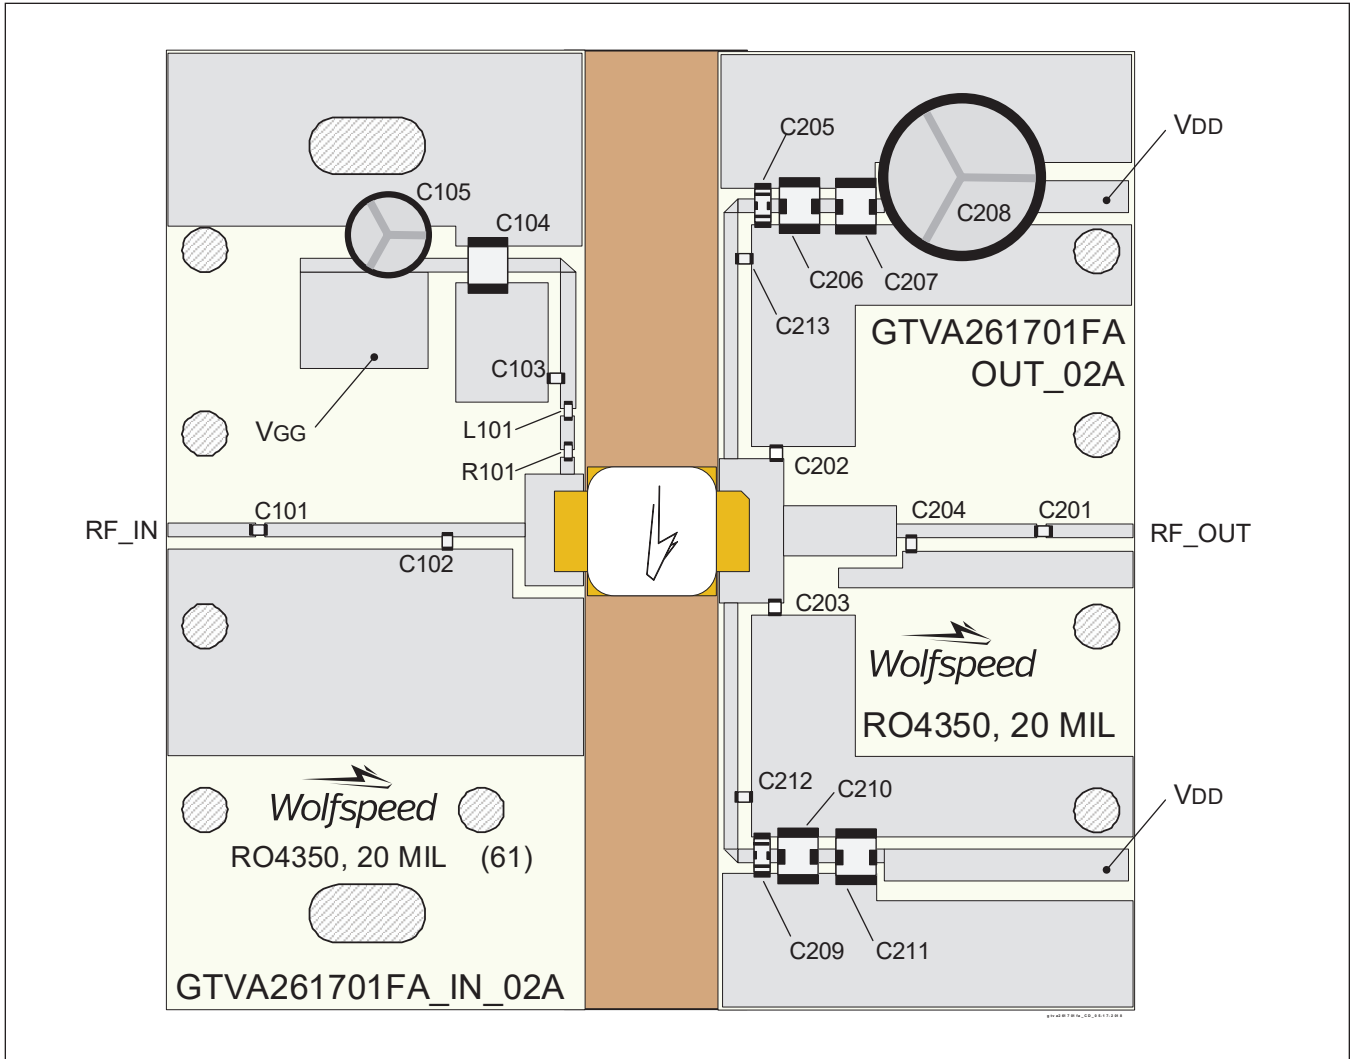 C205
VDD
C105
C104
C208
C206
C207
C213
GTVA261701FA
OUT_02A
C103
L101
VGG
R101
C202
C101
C204
C201
RF_IN
RF_OUT
C102
C203
Wolfspeed
RO4350, 20 MIL
C212
C210
VDD
Wolfspeed
RO4350, 20 MIL (61)
C209
C211
GTVA261701FA_IN_02A